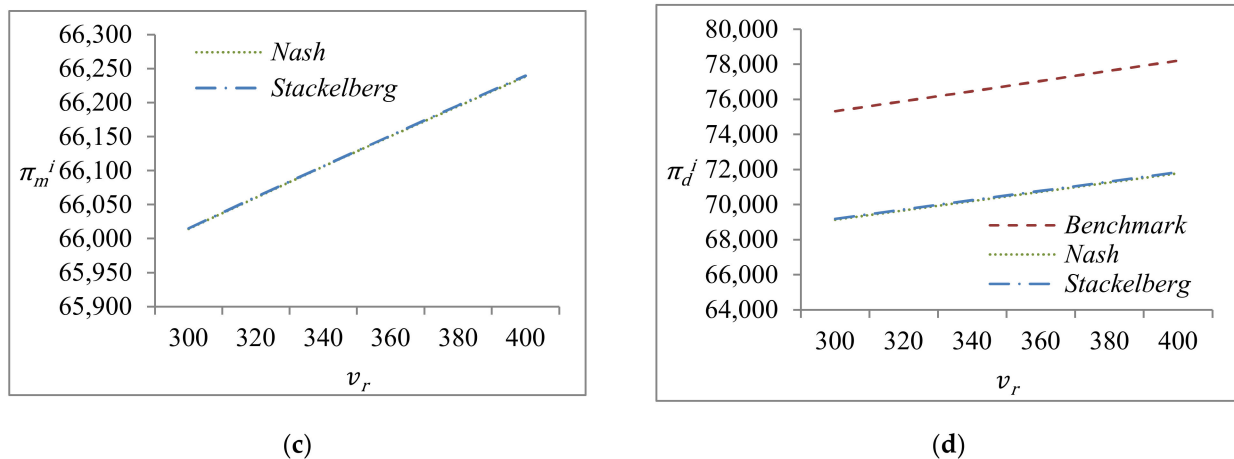 66,300
66,250
66,200
66,150
66,100
66,050
66,000
65,950
65,900
π_m^i
Nash
Stackelberg
300 320 340 360 380 400
v_r
(c)
80,000
78,000
76,000
74,000
72,000
70,000
68,000
66,000
64,000
π_d^i
Benchmark
Nash
Stackelberg
300 320 340 360 380 400
v_r
(d)